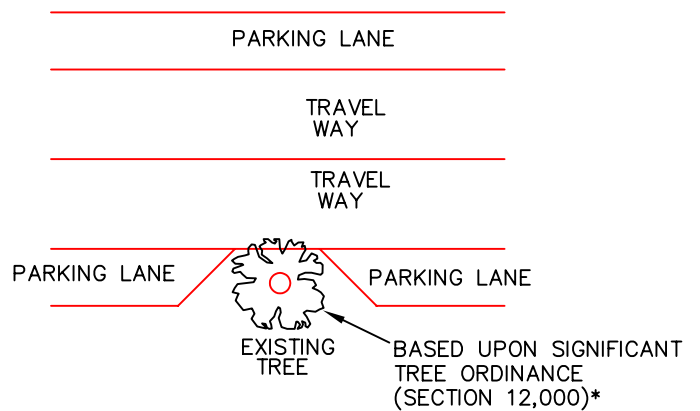 PARKING LANE
TRAVEL
WAY
TRAVEL
WAY
PARKING LANE
PARKING LANE
EXISTING
TREE
BASED UPON SIGNIFICANT
TREE ORDINANCE
(SECTION 12,000)*